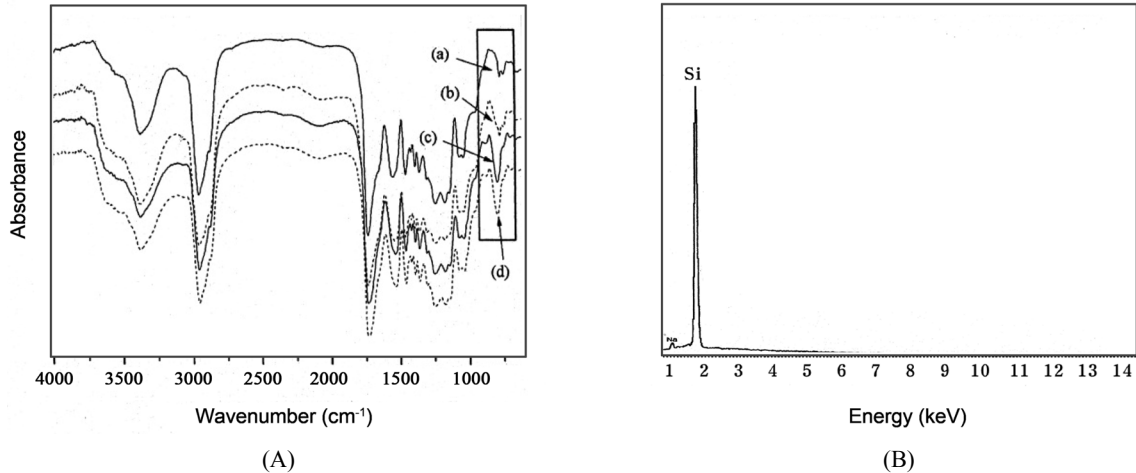 (a)
(b)
(c)
(d)
Absorbance
4000 3500 3000 2500 2000 1500 1000
Wavenumber (cm-1)
(A)
Si
Na
1 2 3 4 5 6 7 8 9 10 11 12 13 14
Energy (keV)
(B)